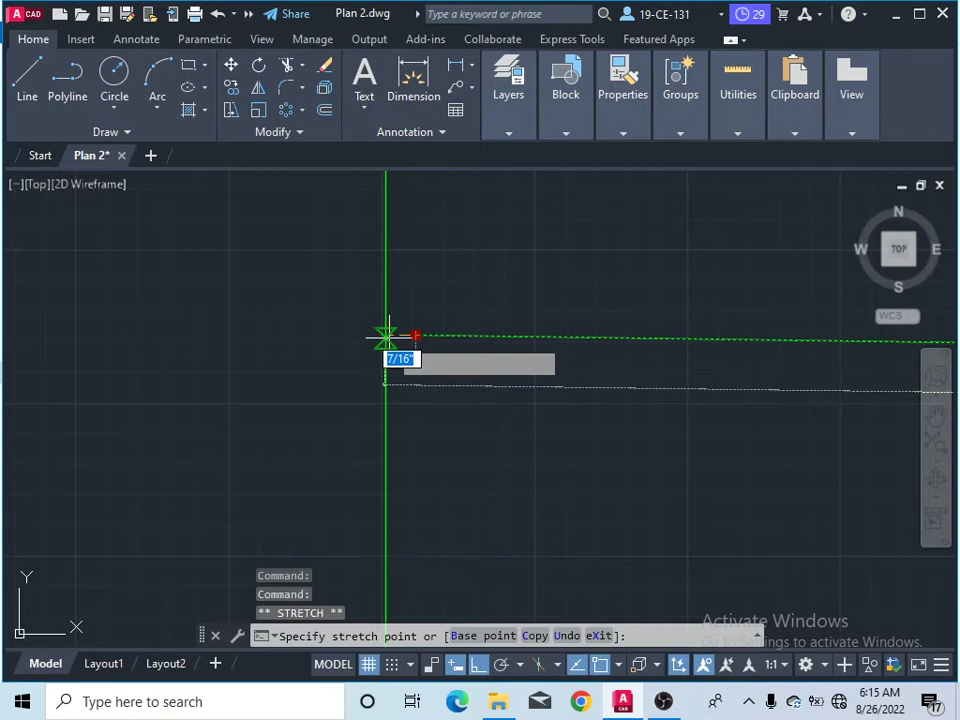 A CAD Share Plan 2.dwg Type a keyword or phrase 19-CE-131 29
Home Insert Annotate Parametric View Manage Output Add-ins Collaborate Express Tools Featured Apps
Line Polyline Circle Arc Text Dimension Layers Block Properties Groups Utilities Clipboard View
Draw Modify Annotation
Start Plan 2*
[−][Top][2D Wireframe]
N
W TOP E
S
WCS
7/16"
Y
X
Command:
Command:
** STRETCH **
Specify stretch point or [Base point Copy Undo eXit]:
Activate Windows
Go to Settings to activate Windows.
Model Layout1 Layout2 MODEL 1:1
Type here to search
A CAD
6:15 AM
8/26/2022
17